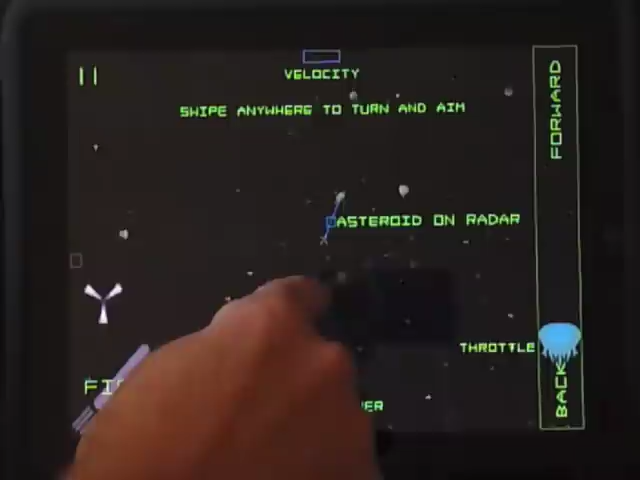 VELOCITY
SWIPE ANYWHERE TO TURN AND AIM
FORWARD
ASTEROID ON RADAR
THROTTLE
BACK